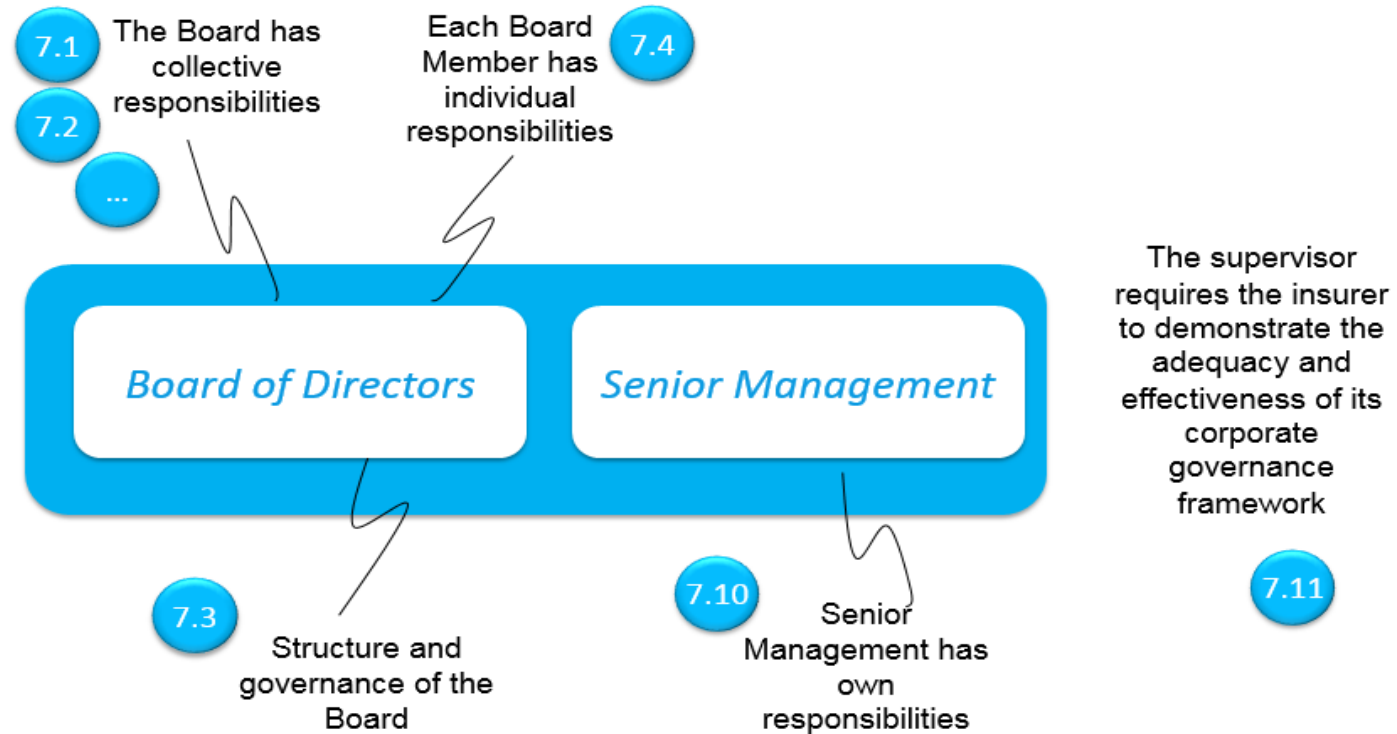 7.1
The Board has
collective
responsibilities
7.2
...
Each Board
Member has
individual
responsibilities
7.4
Board of Directors
Senior Management
The supervisor
requires the insurer
to demonstrate the
adequacy and
effectiveness of its
corporate
governance
framework
7.11
7.3
Structure and
governance of the
Board
7.10
Senior
Management has
own
responsibilities